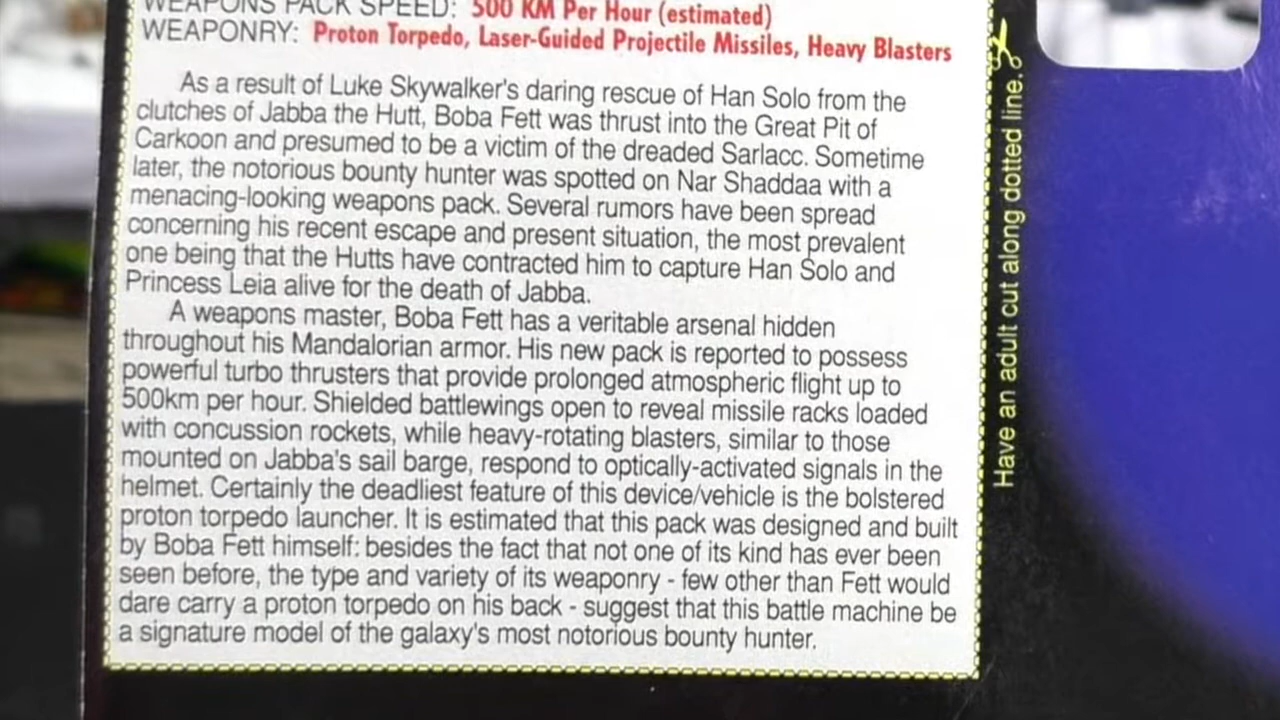 WEAPONS PACK SPEED: 500 KM Per Hour (estimated)
WEAPONRY: Proton Torpedo, Laser-Guided Projectile Missiles, Heavy Blasters
As a result of Luke Skywalker's daring rescue of Han Solo from the
clutches of Jabba the Hutt, Boba Fett was thrust into the Great Pit of
Carkoon and presumed to be a victim of the dreaded Sarlacc. Sometime
later, the notorious bounty hunter was spotted on Nar Shaddaa with a
menacing-looking weapons pack. Several rumors have been spread
concerning his recent escape and present situation, the most prevalent
one being that the Hutts have contracted him to capture Han Solo and
Princess Leia alive for the death of Jabba.
A weapons master, Boba Fett has a veritable arsenal hidden
throughout his Mandalorian armor. His new pack is reported to possess
powerful turbo thrusters that provide prolonged atmospheric flight up to
500km per hour. Shielded battlewings open to reveal missile racks loaded
with concussion rockets, while heavy-rotating blasters, similar to those
mounted on Jabba's sail barge, respond to optically-activated signals in the
helmet. Certainly the deadliest feature of this device/vehicle is the bolstered
proton torpedo launcher. It is estimated that this pack was designed and built
by Boba Fett himself: besides the fact that not one of its kind has ever been
seen before, the type and variety of its weaponry - few other than Fett would
dare carry a proton torpedo on his back - suggest that this battle machine be
a signature model of the galaxy's most notorious bounty hunter.
Have an adult cut along dotted line.